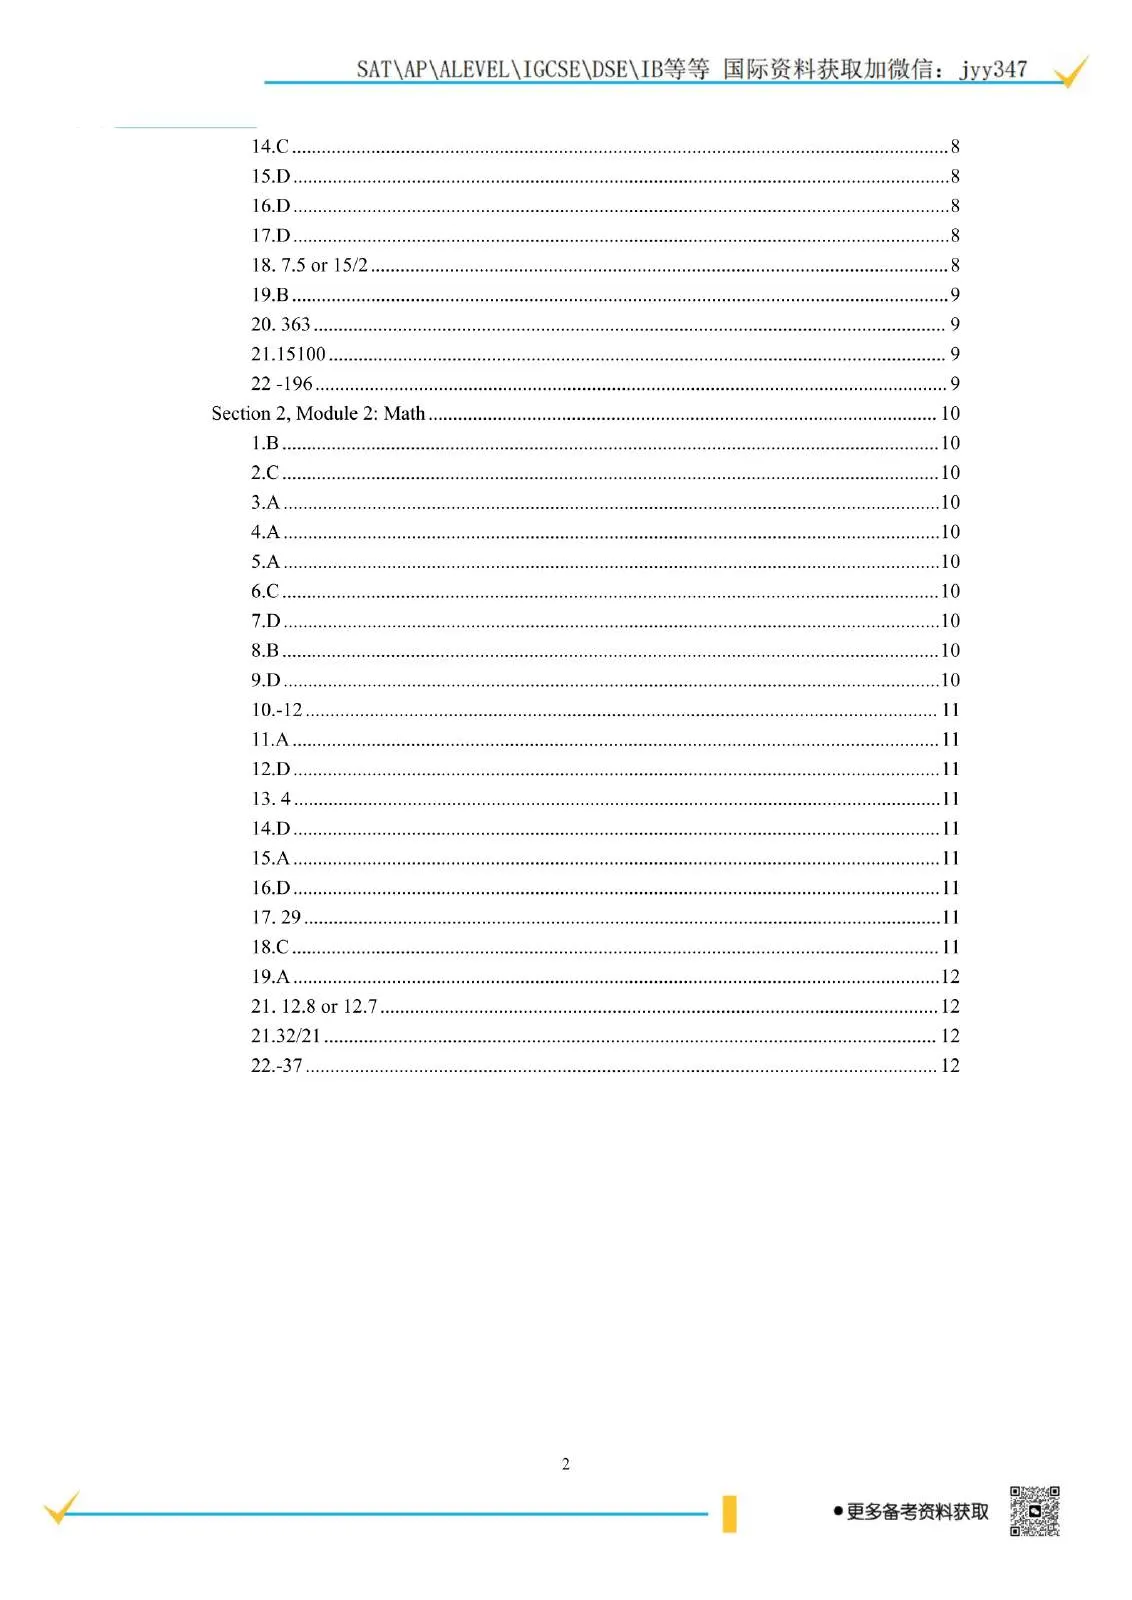 SAT\AP\ALEVEL\IGCSE\DSE\IB等等 国际资料获取加微信：jyy347
14.C........8
15.D........8
16.D........8
17.D........8
18. 7.5 or 15/2........8
19.B........9
20. 363........9
21.15100........9
22 -196........9
Section 2, Module 2: Math........10
1.B........10
2.C........10
3.A........10
4.A........10
5.A........10
6.C........10
7.D........10
8.B........10
9.D........10
10.-12........11
11.A........11
12.D........11
13. 4........11
14.D........11
15.A........11
16.D........11
17. 29........11
18.C........11
19.A........12
21. 12.8 or 12.7........12
21.32/21........12
22.-37........12
2
●更多备考资料获取